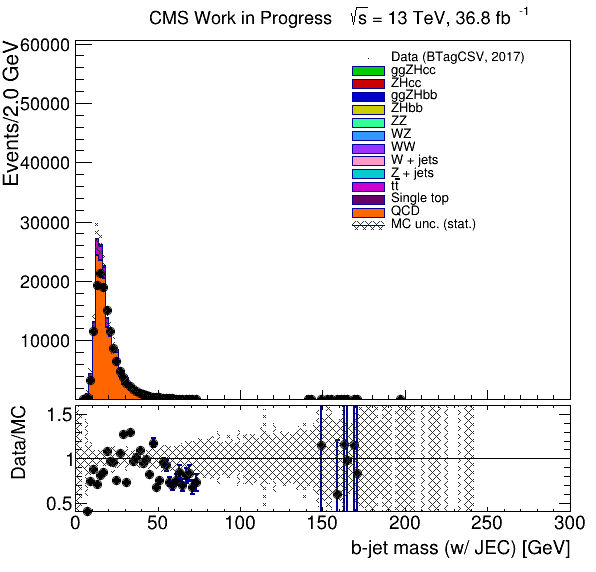 CMS Work in Progress √s = 13 TeV, 36.8 fb⁻¹
Events/2.0 GeV
60000
50000
40000
30000
20000
10000
Data (BTagCSV, 2017)
ggZHcc
ZHcc
ggZHbb
ZHbb
ZZ
WZ
WW
W + jets
Z + jets
tt̄
Single top
QCD
MC unc. (stat.)
Data/MC
1.5
1
0.5
0 50 100 150 200 250 300
b-jet mass (w/ JEC) [GeV]